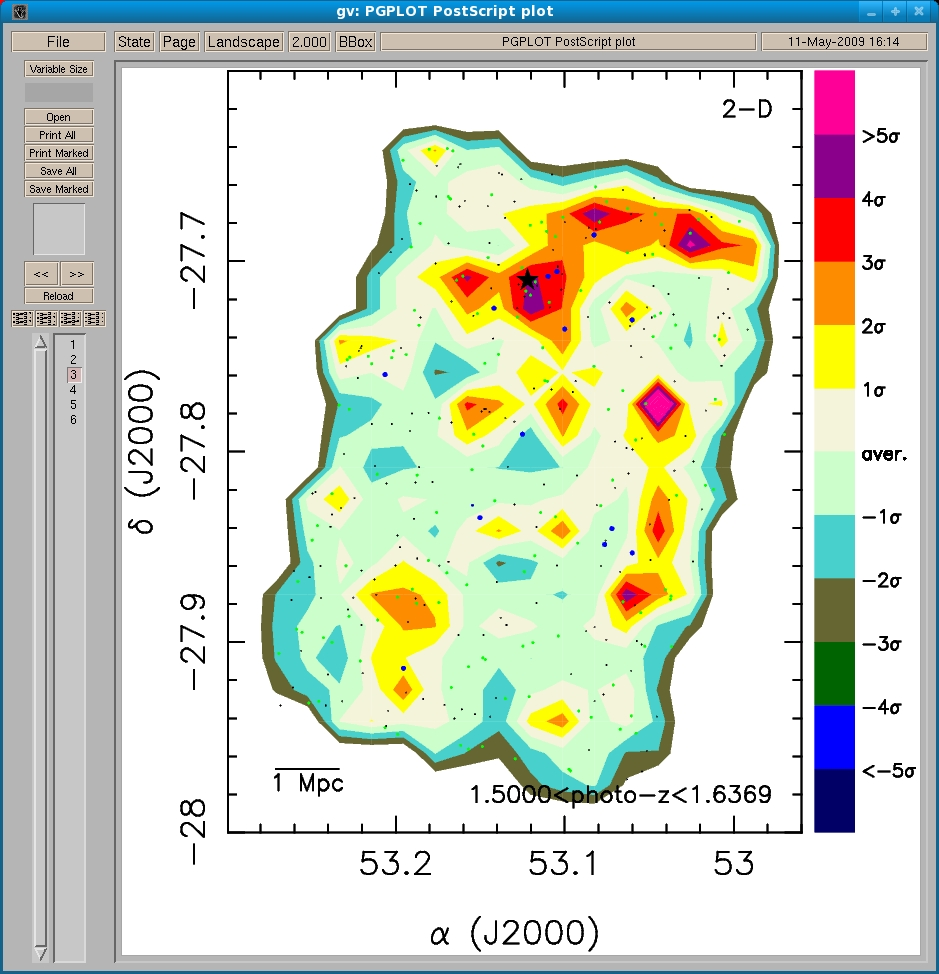 gv: PGPLOT PostScript plot
File
State Page Landscape 2.000 BBox PGPLOT PostScript plot 11-May-2009 16:14
Variable Size
Open
Print All
Print Marked
Save All
Save Marked
<< >>
Reload
1
2
3
4
5
6
2-D
>5σ
4σ
3σ
2σ
1σ
aver.
-1σ
-2σ
-3σ
-4σ
<-5σ
δ (J2000)
-27.7
-27.8
-27.9
-28
1 Mpc
1.5000<photo-z<1.6369
53.2 53.1 53
α (J2000)